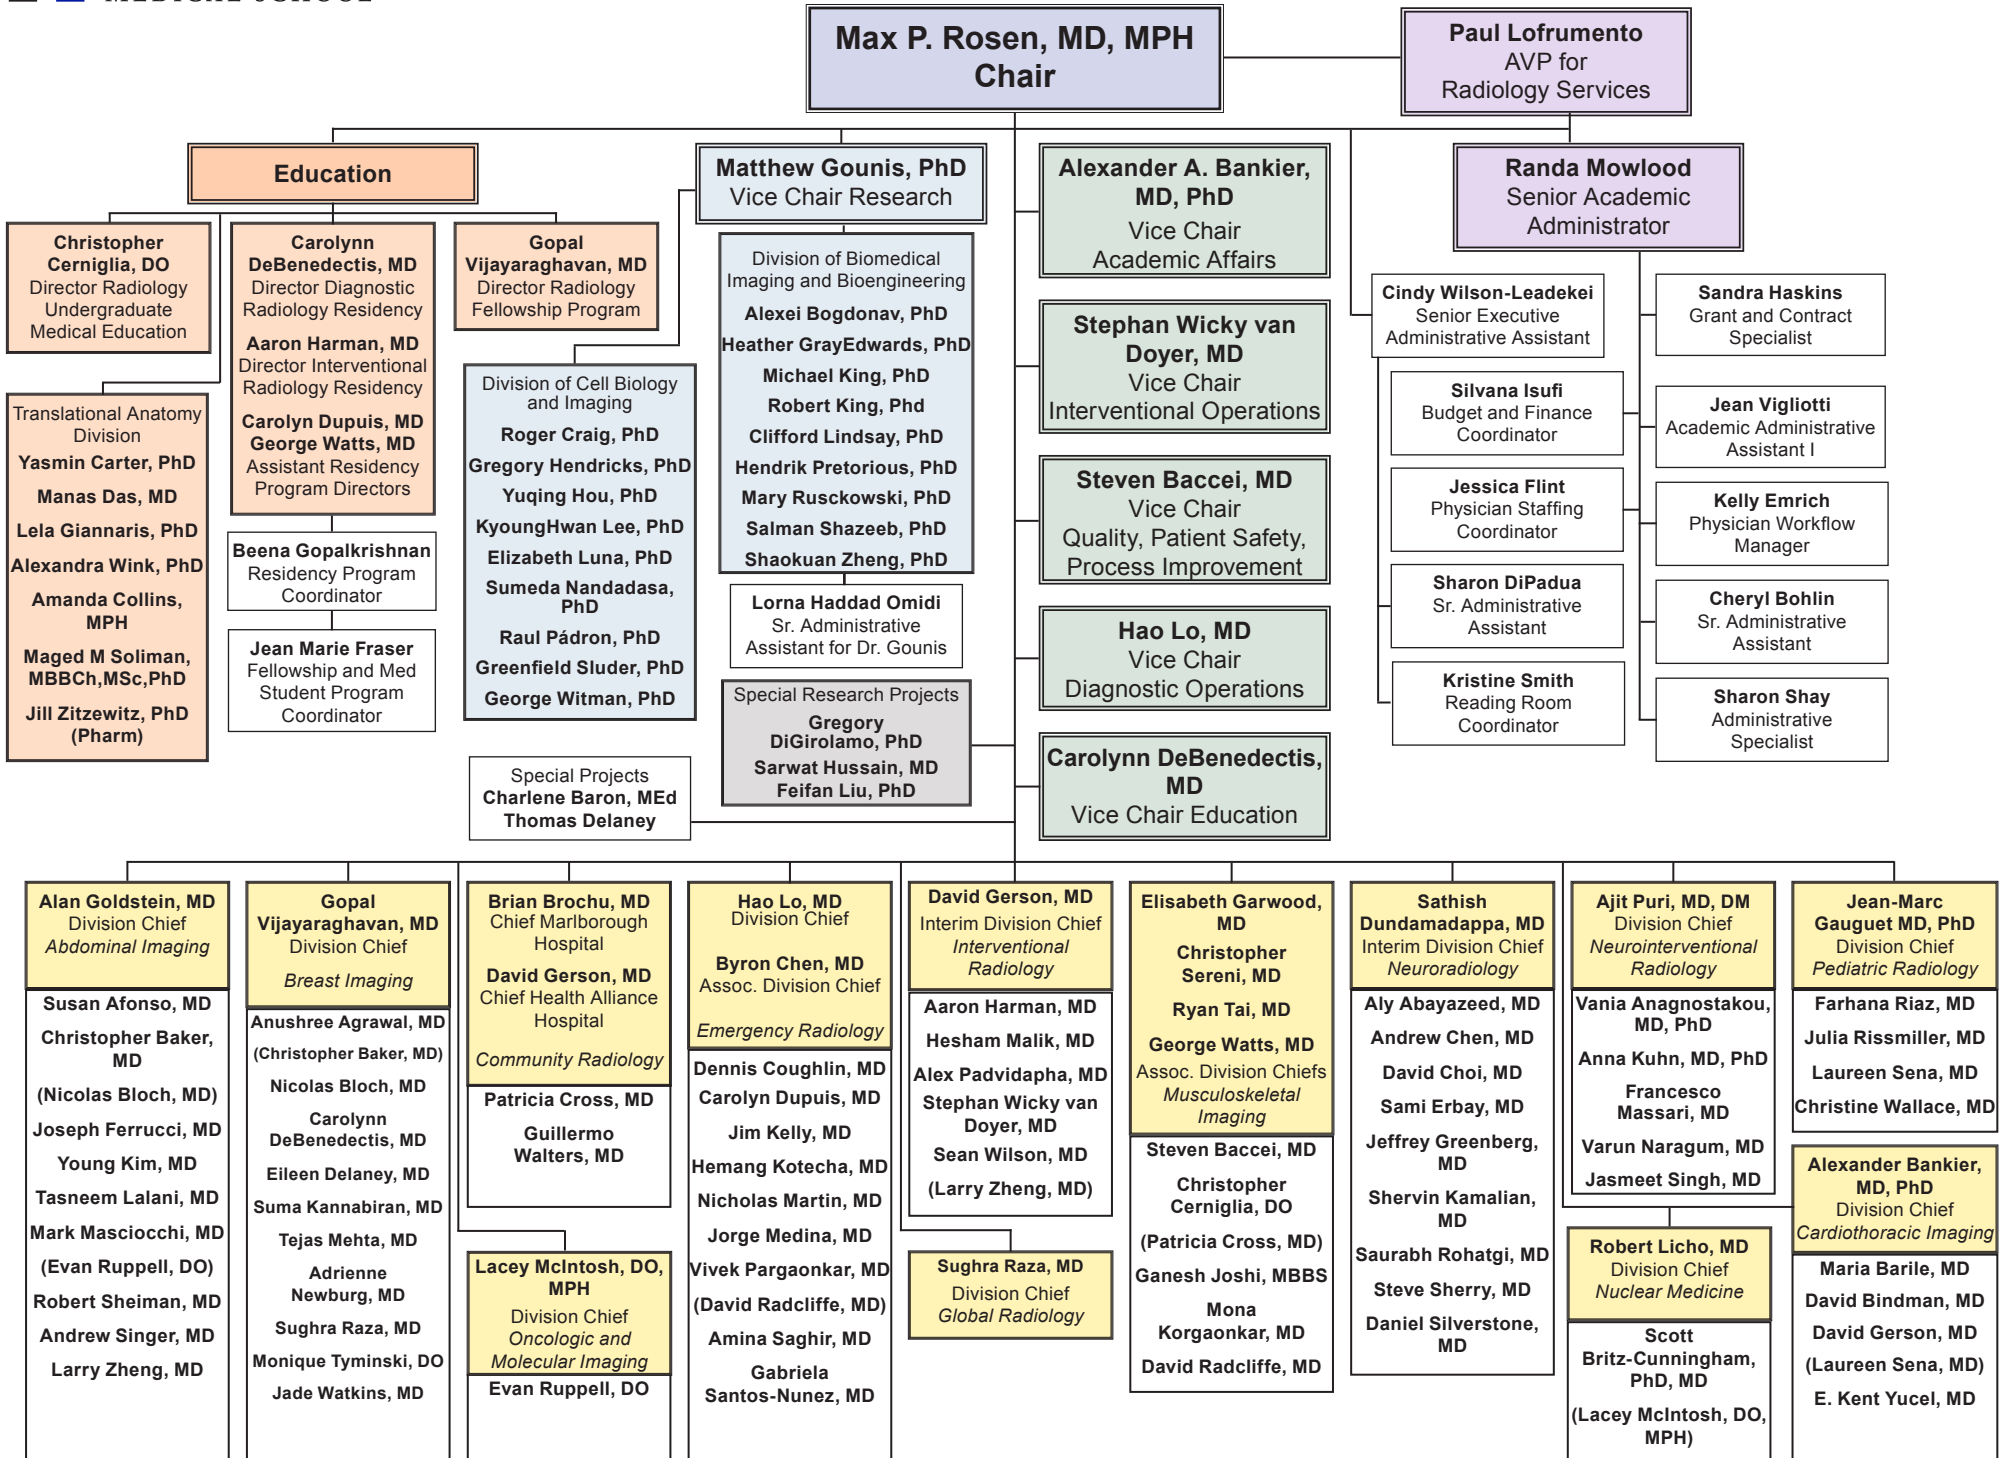 MEDICAL SCHOOL
Max P. Rosen, MD, MPH
Chair
Paul Lofrumento
AVP for
Radiology Services
Education
Matthew Gounis, PhD
Vice Chair Research
Alexander A. Bankier,
MD, PhD
Vice Chair
Academic Affairs
Randa Mowlood
Senior Academic
Administrator
Christopher
Cerniglia, DO
Director Radiology
Undergraduate
Medical Education
Carolynn
DeBenedectis, MD
Director Diagnostic
Radiology Residency
Aaron Harman, MD
Director Interventional
Radiology Residency
Carolyn Dupuis, MD
George Watts, MD
Assistant Residency
Program Directors
Gopal
Vijayaraghavan, MD
Director Radiology
Fellowship Program
Translational Anatomy
Division
Yasmin Carter, PhD
Manas Das, MD
Lela Giannaris, PhD
Alexandra Wink, PhD
Amanda Collins,
MPH
Maged M Soliman,
MBBCh,MSc,PhD
Jill Zitzewitz, PhD
(Pharm)
Beena Gopalkrishnan
Residency Program
Coordinator
Jean Marie Fraser
Fellowship and Med
Student Program
Coordinator
Division of Cell Biology
and Imaging
Roger Craig, PhD
Gregory Hendricks, PhD
Yuqing Hou, PhD
KyoungHwan Lee, PhD
Elizabeth Luna, PhD
Sumeda Nandadasa,
PhD
Raul Pádron, PhD
Greenfield Sluder, PhD
George Witman, PhD
Division of Biomedical
Imaging and Bioengineering
Alexei Bogdonav, PhD
Heather GrayEdwards, PhD
Michael King, PhD
Robert King, Phd
Clifford Lindsay, PhD
Hendrik Pretorious, PhD
Mary Rusckowski, PhD
Salman Shazeeb, PhD
Shaokuan Zheng, PhD
Lorna Haddad Omidi
Sr. Administrative
Assistant for Dr. Gounis
Special Research Projects
Gregory
DiGirolamo, PhD
Sarwat Hussain, MD
Feifan Liu, PhD
Special Projects
Charlene Baron, MEd
Thomas Delaney
Stephan Wicky van
Doyer, MD
Vice Chair
Interventional Operations
Steven Baccei, MD
Vice Chair
Quality, Patient Safety,
Process Improvement
Hao Lo, MD
Vice Chair
Diagnostic Operations
Carolynn DeBenedectis,
MD
Vice Chair Education
Cindy Wilson-Leadekei
Senior Executive
Administrative Assistant
Silvana Isufi
Budget and Finance
Coordinator
Jessica Flint
Physician Staffing
Coordinator
Sharon DiPadua
Sr. Administrative
Assistant
Kristine Smith
Reading Room
Coordinator
Sandra Haskins
Grant and Contract
Specialist
Jean Vigliotti
Academic Administrative
Assistant I
Kelly Emrich
Physician Workflow
Manager
Cheryl Bohlin
Sr. Administrative
Assistant
Sharon Shay
Administrative
Specialist
Alan Goldstein, MD
Division Chief
Abdominal Imaging
Susan Afonso, MD
Christopher Baker,
MD
(Nicolas Bloch, MD)
Joseph Ferrucci, MD
Young Kim, MD
Tasneem Lalani, MD
Mark Masciocchi, MD
(Evan Ruppell, DO)
Robert Sheiman, MD
Andrew Singer, MD
Larry Zheng, MD
Gopal
Vijayaraghavan, MD
Division Chief
Breast Imaging
Anushree Agrawal, MD
(Christopher Baker, MD)
Nicolas Bloch, MD
Carolynn
DeBenedectis, MD
Eileen Delaney, MD
Suma Kannabiran, MD
Tejas Mehta, MD
Adrienne
Newburg, MD
Sughra Raza, MD
Monique Tyminski, DO
Jade Watkins, MD
Brian Brochu, MD
Chief Marlborough
Hospital
David Gerson, MD
Chief Health Alliance
Hospital
Community Radiology
Patricia Cross, MD
Guillermo
Walters, MD
Lacey McIntosh, DO,
MPH
Division Chief
Oncologic and
Molecular Imaging
Evan Ruppell, DO
Hao Lo, MD
Division Chief
Byron Chen, MD
Assoc. Division Chief
Emergency Radiology
Dennis Coughlin, MD
Carolyn Dupuis, MD
Jim Kelly, MD
Hemang Kotecha, MD
Nicholas Martin, MD
Jorge Medina, MD
Vivek Pargaonkar, MD
(David Radcliffe, MD)
Amina Saghir, MD
Gabriela
Santos-Nunez, MD
David Gerson, MD
Interim Division Chief
Interventional
Radiology
Aaron Harman, MD
Hesham Malik, MD
Alex Padvidapha, MD
Stephan Wicky van
Doyer, MD
Sean Wilson, MD
(Larry Zheng, MD)
Sughra Raza, MD
Division Chief
Global Radiology
Elisabeth Garwood,
MD
Christopher
Sereni, MD
Ryan Tai, MD
George Watts, MD
Assoc. Division Chiefs
Musculoskeletal
Imaging
Steven Baccei, MD
Christopher
Cerniglia, DO
(Patricia Cross, MD)
Ganesh Joshi, MBBS
Mona
Korgaonkar, MD
David Radcliffe, MD
Sathish
Dundamadappa, MD
Interim Division Chief
Neuroradiology
Aly Abayazeed, MD
Andrew Chen, MD
David Choi, MD
Sami Erbay, MD
Jeffrey Greenberg,
MD
Shervin Kamalian,
MD
Saurabh Rohatgi, MD
Steve Sherry, MD
Daniel Silverstone,
MD
Ajit Puri, MD, DM
Division Chief
Neurointerventional
Radiology
Vania Anagnostakou,
MD, PhD
Anna Kuhn, MD, PhD
Francesco
Massari, MD
Varun Naragum, MD
Jasmeet Singh, MD
Robert Licho, MD
Division Chief
Nuclear Medicine
Scott
Britz-Cunningham,
PhD, MD
(Lacey McIntosh, DO,
MPH)
Jean-Marc
Gauguet MD, PhD
Division Chief
Pediatric Radiology
Farhana Riaz, MD
Julia Rissmiller, MD
Laureen Sena, MD
Christine Wallace, MD
Alexander Bankier,
MD, PhD
Division Chief
Cardiothoracic Imaging
Maria Barile, MD
David Bindman, MD
David Gerson, MD
(Laureen Sena, MD)
E. Kent Yucel, MD